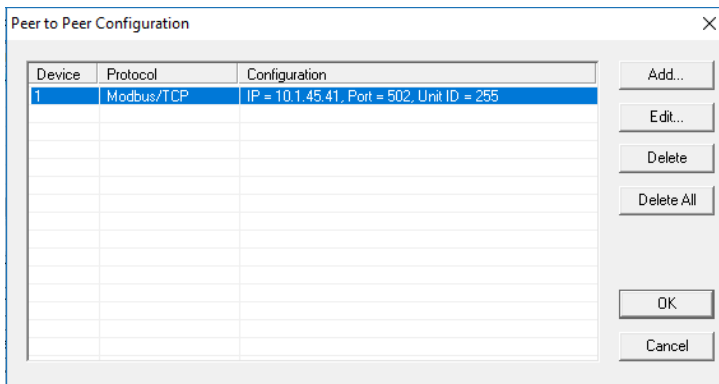 Peer to Peer Configuration
Device Protocol Configuration
1 Modbus/TCP IP = 10.1.45.41, Port = 502, Unit ID = 255
Add...
Edit...
Delete
Delete All
OK
Cancel